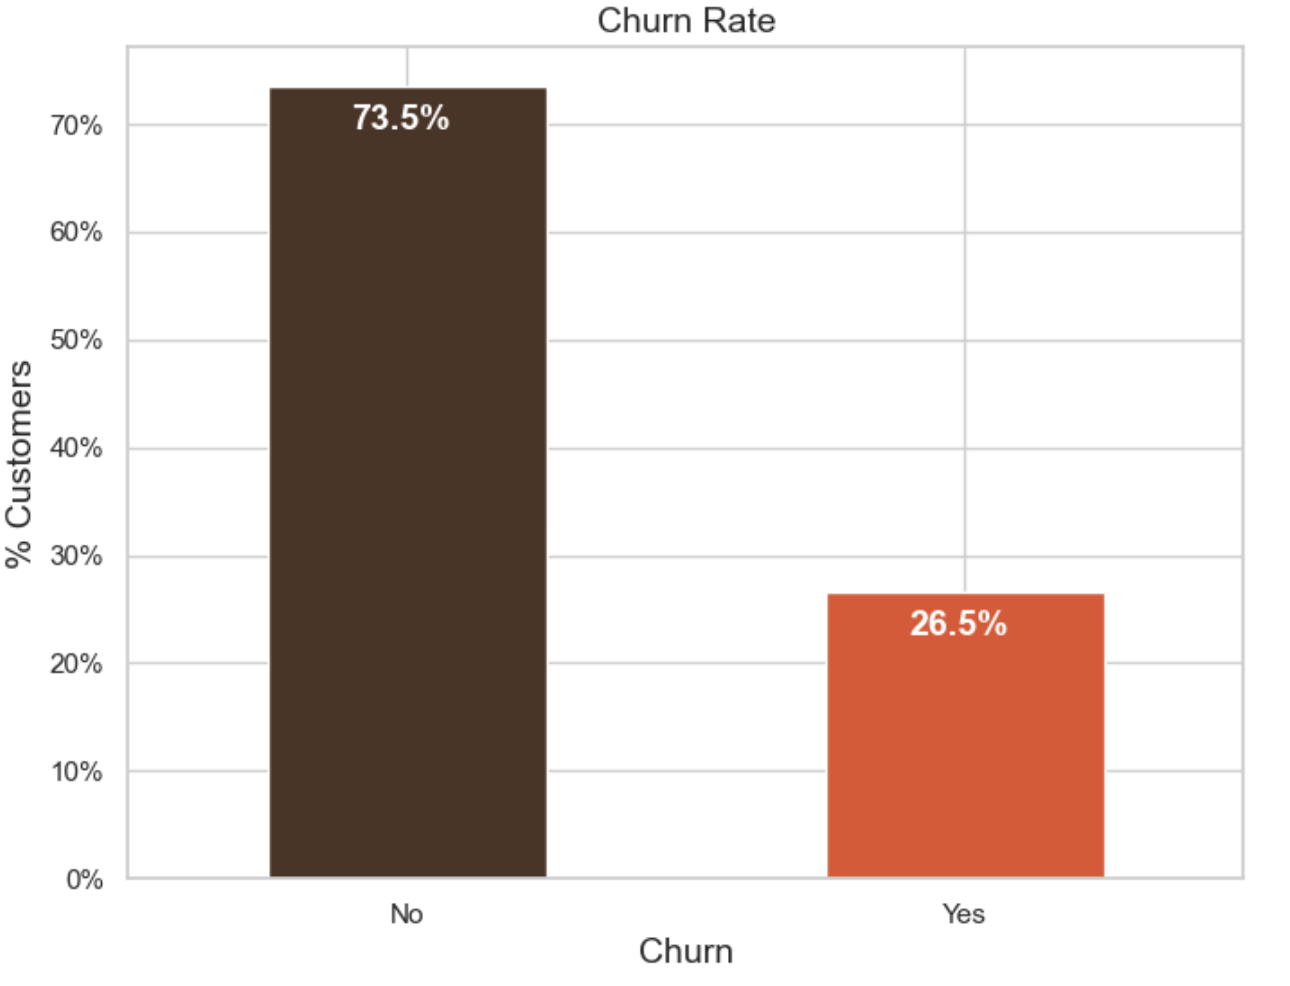 Churn Rate
73.5%
26.5%
70%
60%
50%
40%
30%
20%
10%
0%
% Customers
No
Yes
Churn